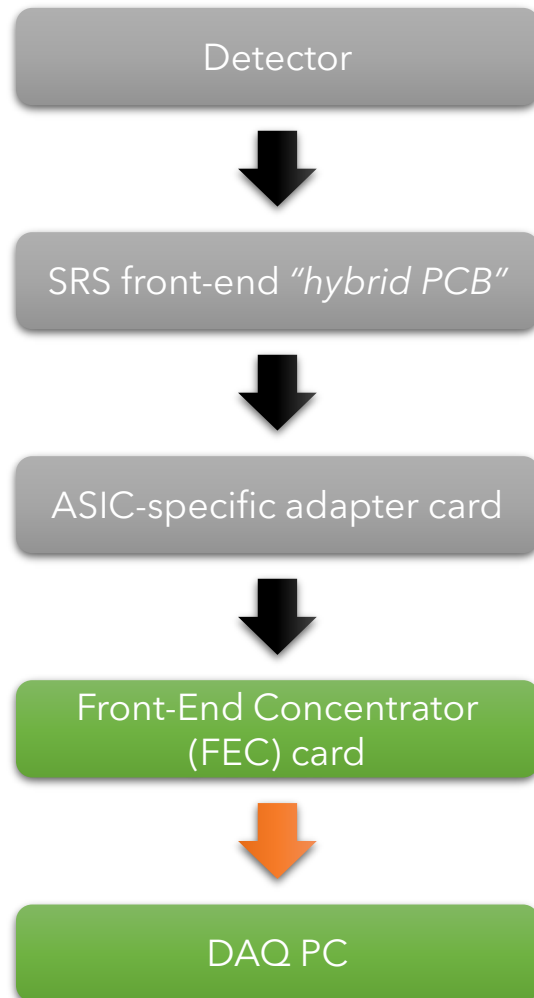 Detector
SRS front-end “hybrid PCB”
ASIC-specific adapter card
Front-End Concentrator
(FEC) card
DAQ PC